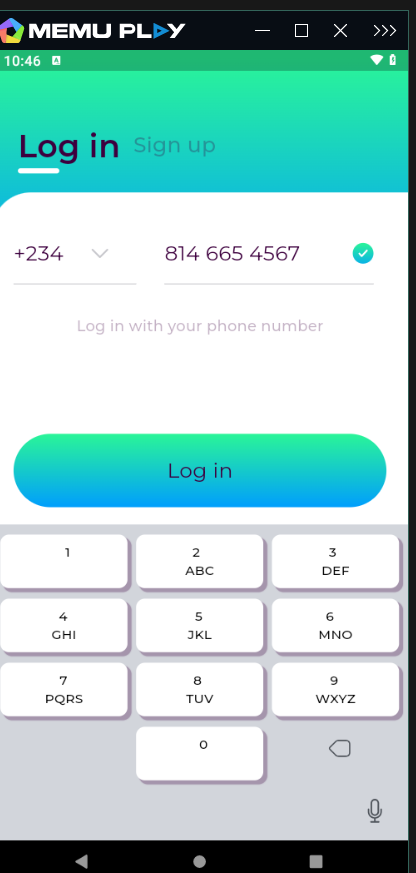 MEMU PLAY
10:46 A
Log in Sign up
+234 814 665 4567
Log in with your phone number
Log in
1 2 3
ABC DEF
4 5 6
GHI JKL MNO
7 8 9
PQRS TUV WXYZ
0